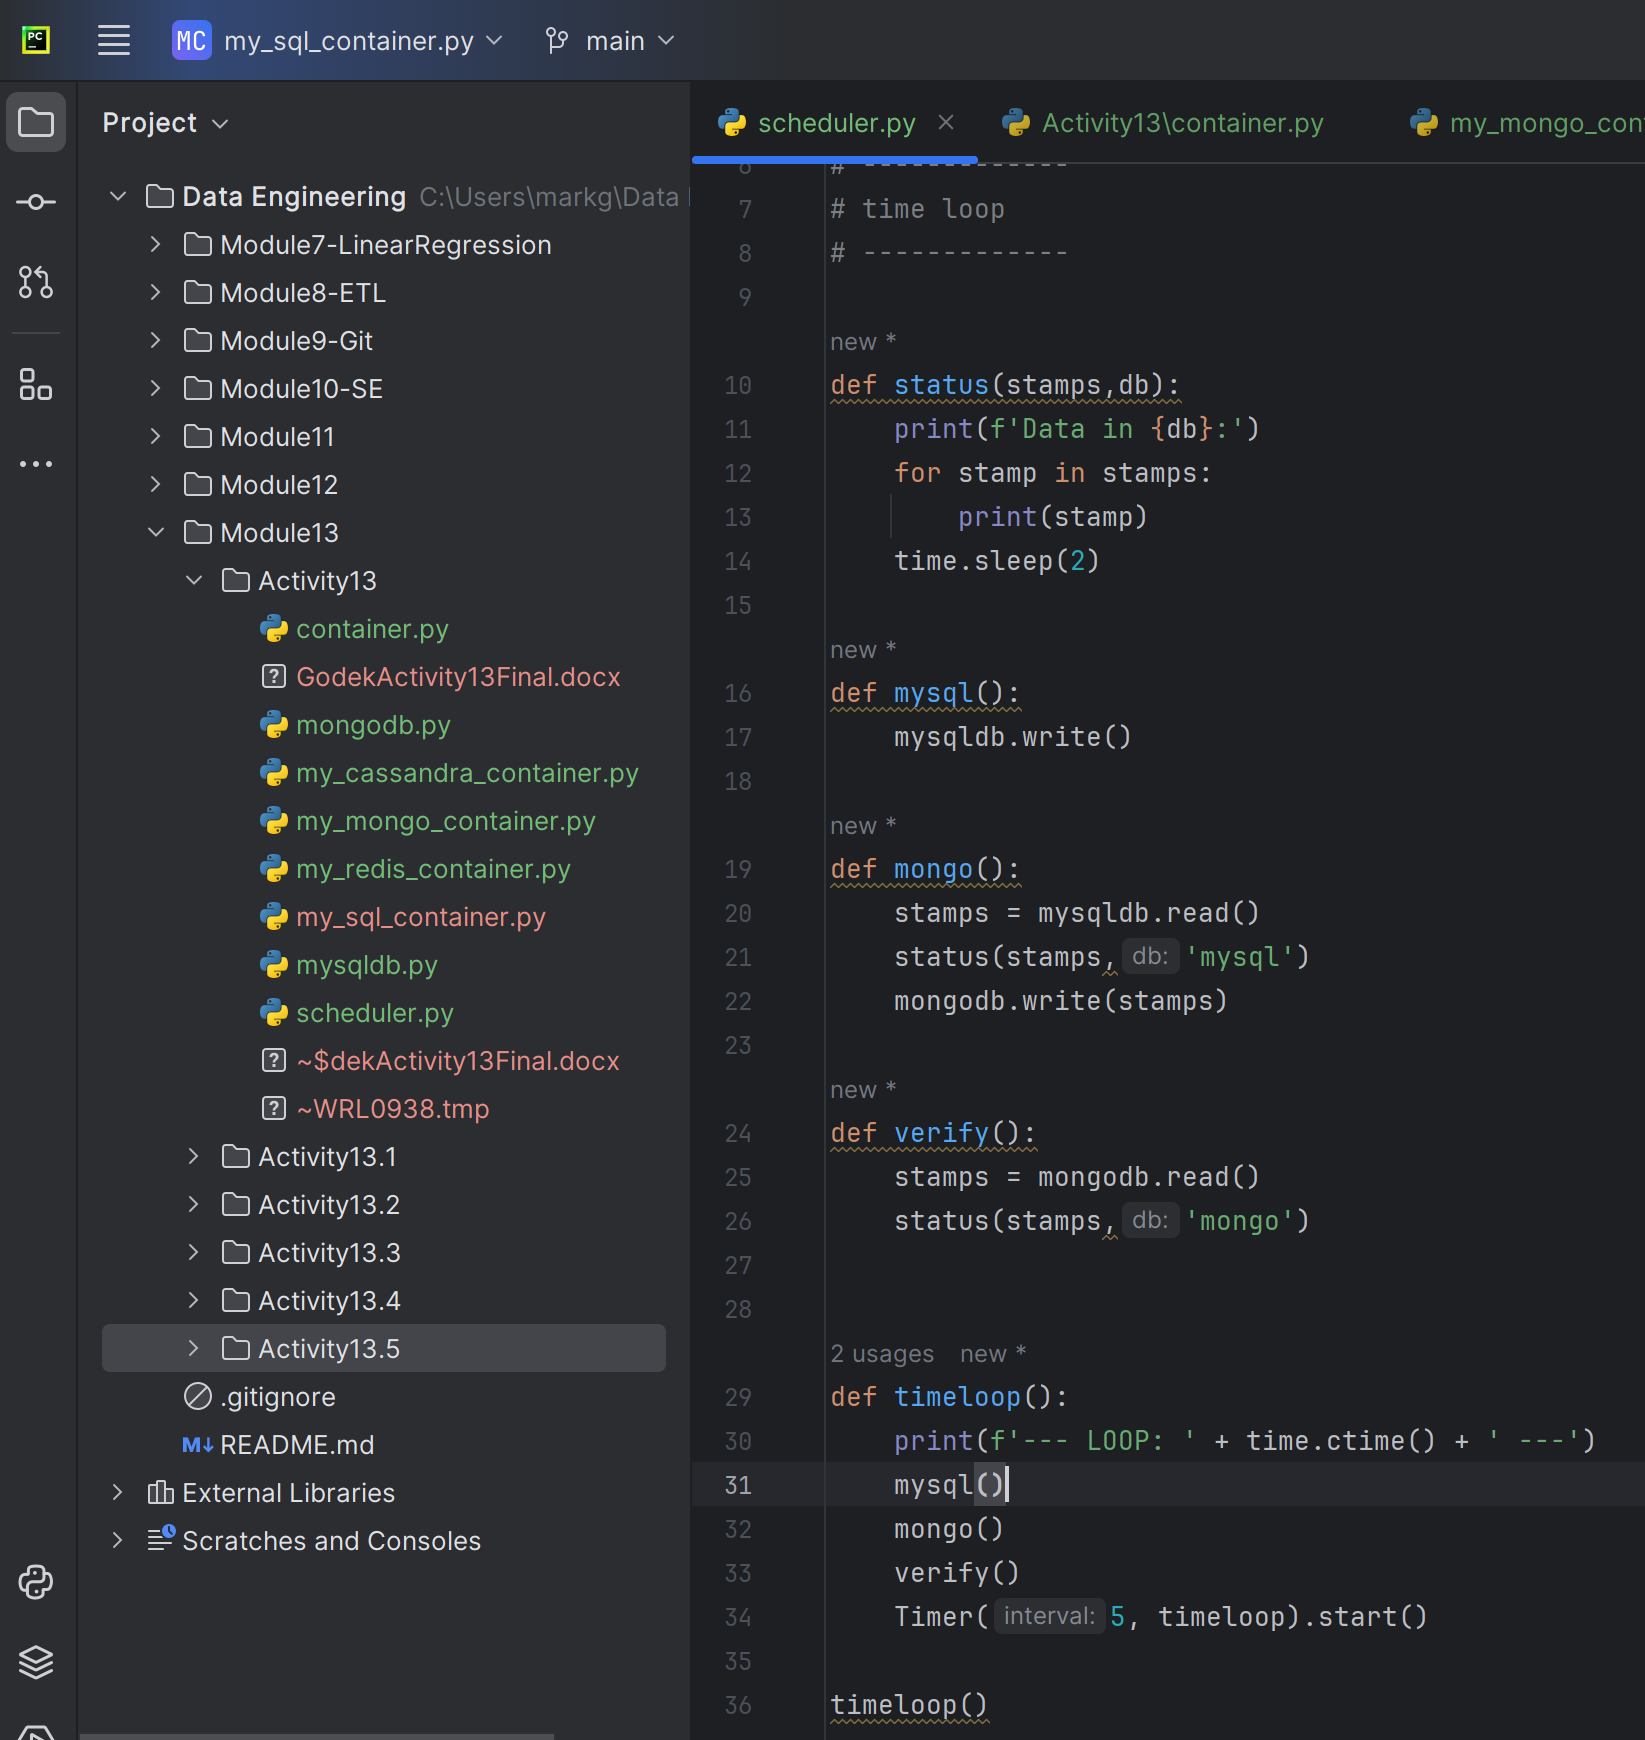 PC
MC my_sql_container.py main
Project
Data Engineering C:\Users\markg\Data
Module7-LinearRegression
Module8-ETL
Module9-Git
Module10-SE
Module11
Module12
Module13
Activity13
container.py
GodekActivity13Final.docx
mongodb.py
my_cassandra_container.py
my_mongo_container.py
my_redis_container.py
my_sql_container.py
mysqldb.py
scheduler.py
~$dekActivity13Final.docx
~WRL0938.tmp
Activity13.1
Activity13.2
Activity13.3
Activity13.4
Activity13.5
.gitignore
README.md
External Libraries
Scratches and Consoles
scheduler.py Activity13\container.py my_mongo_con
6 # -------------
7 # time loop
8 # -------------
9
new *
10 def status(stamps,db):
11 print(f'Data in {db}:')
12 for stamp in stamps:
13 print(stamp)
14 time.sleep(2)
15
new *
16 def mysql():
17 mysqldb.write()
18
new *
19 def mongo():
20 stamps = mysqldb.read()
21 status(stamps, db: 'mysql')
22 mongodb.write(stamps)
23
new *
24 def verify():
25 stamps = mongodb.read()
26 status(stamps, db: 'mongo')
27
28
2 usages new *
29 def timeloop():
30 print(f'--- LOOP: ' + time.ctime() + ' ---')
31 mysql()
32 mongo()
33 verify()
34 Timer( interval: 5, timeloop).start()
35
36 timeloop()